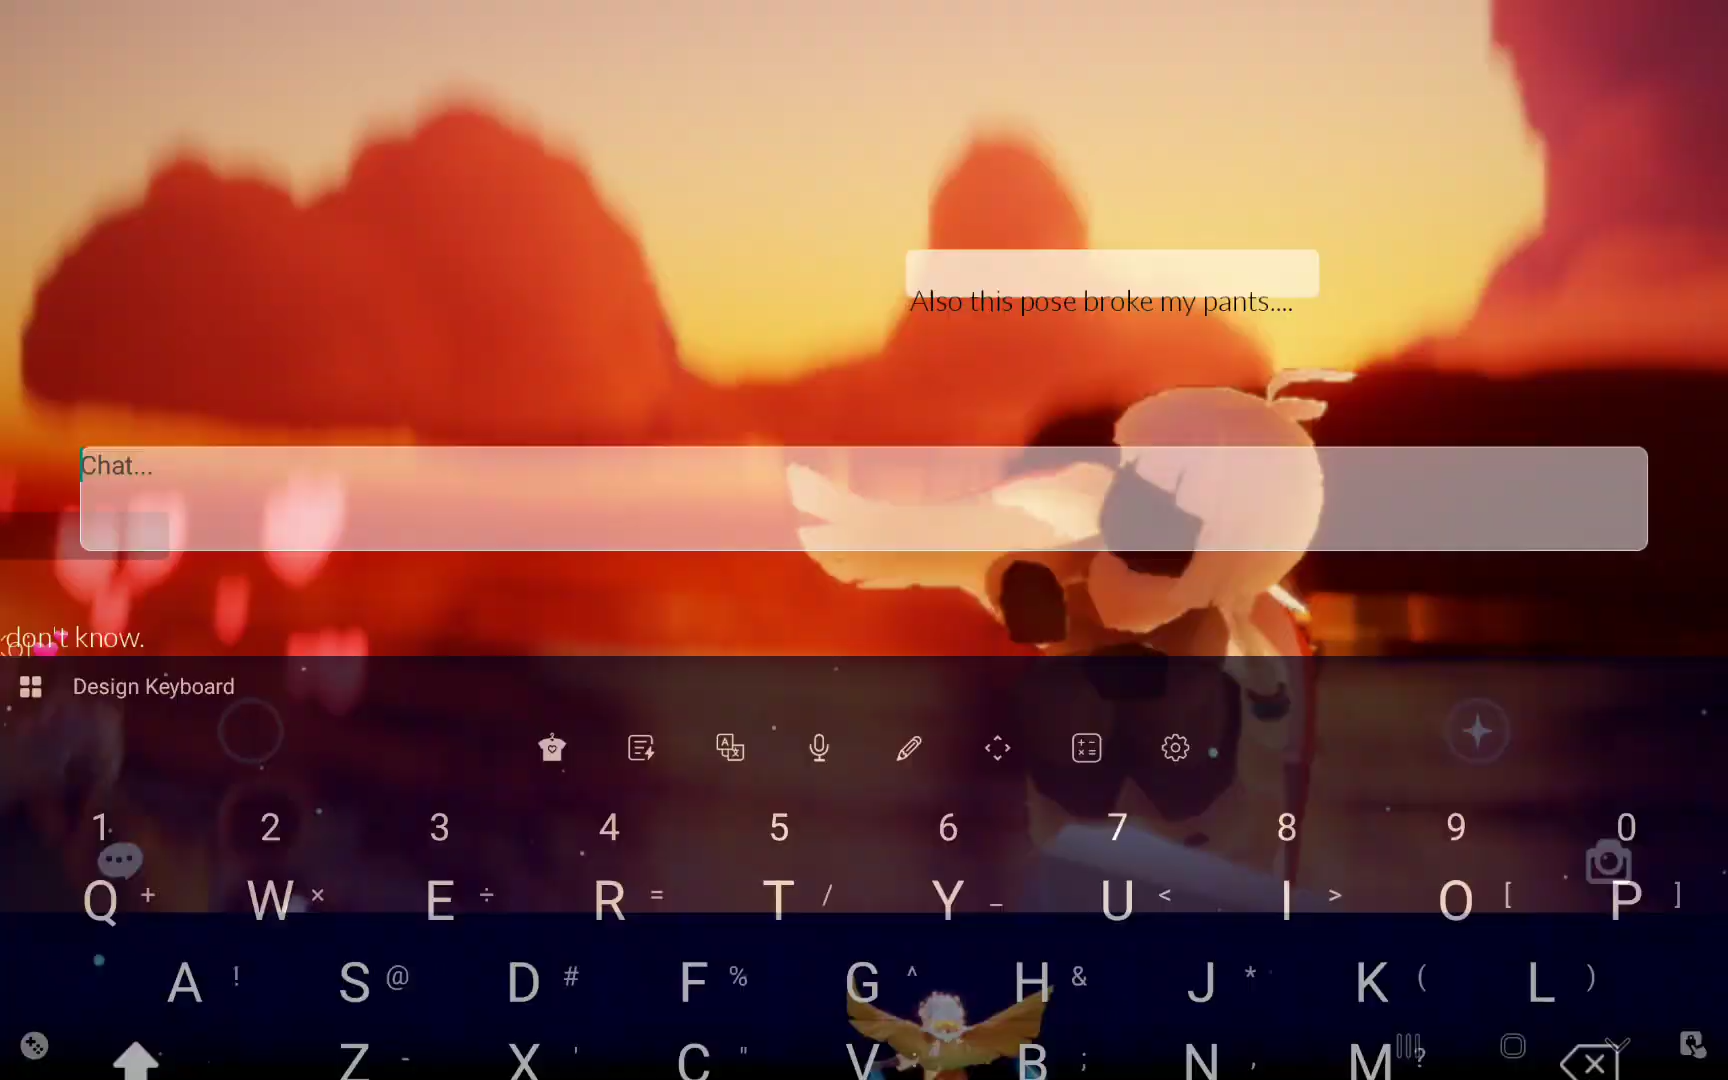 Also this pose broke my pants....
Chat...
don't know.
Design Keyboard
1 2 3 4 5 6 7 8 9 0
Q + W × E ÷ R = T / Y _ U < I > O [ P ]
A ! S @ D # F % G ^ H & J * K ( L )
Z - X ' C " V : B ; N , M ?